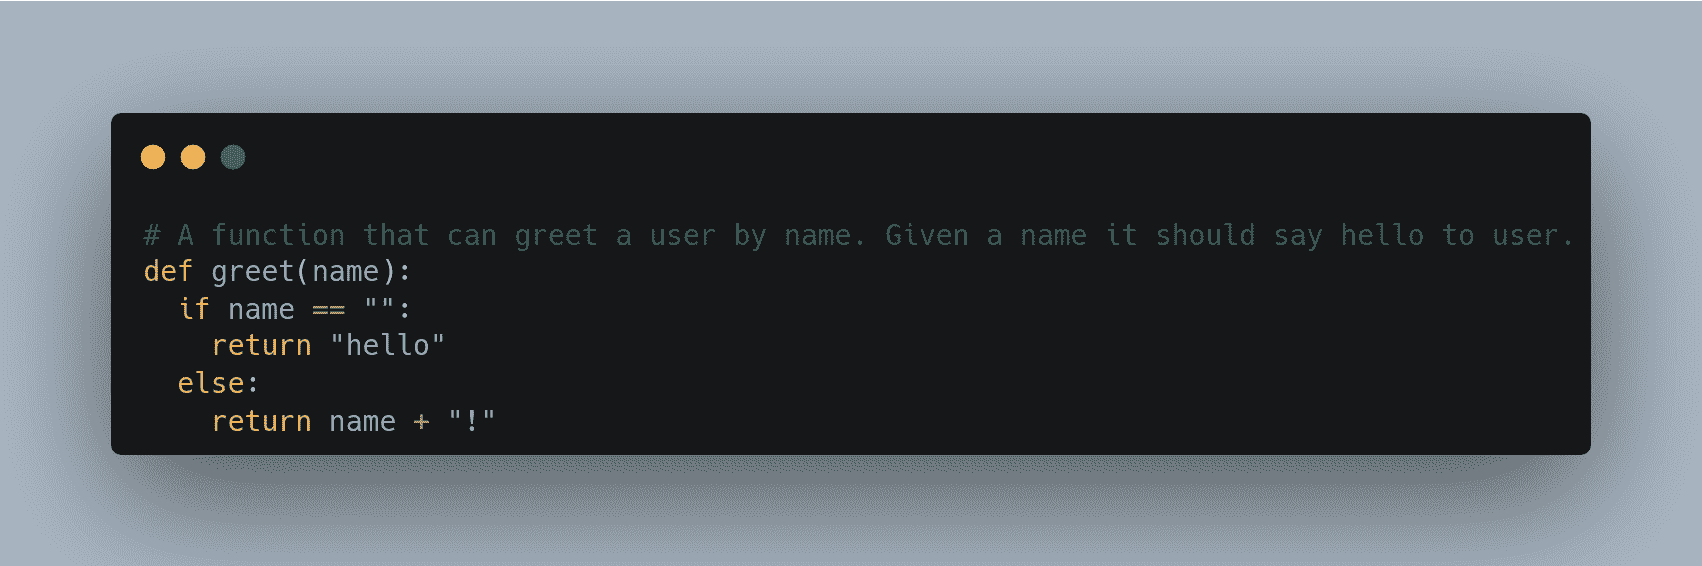 # A function that can greet a user by name. Given a name it should say hello to user.
def greet(name):
  if name == "":
    return "hello"
  else:
    return name + "!"